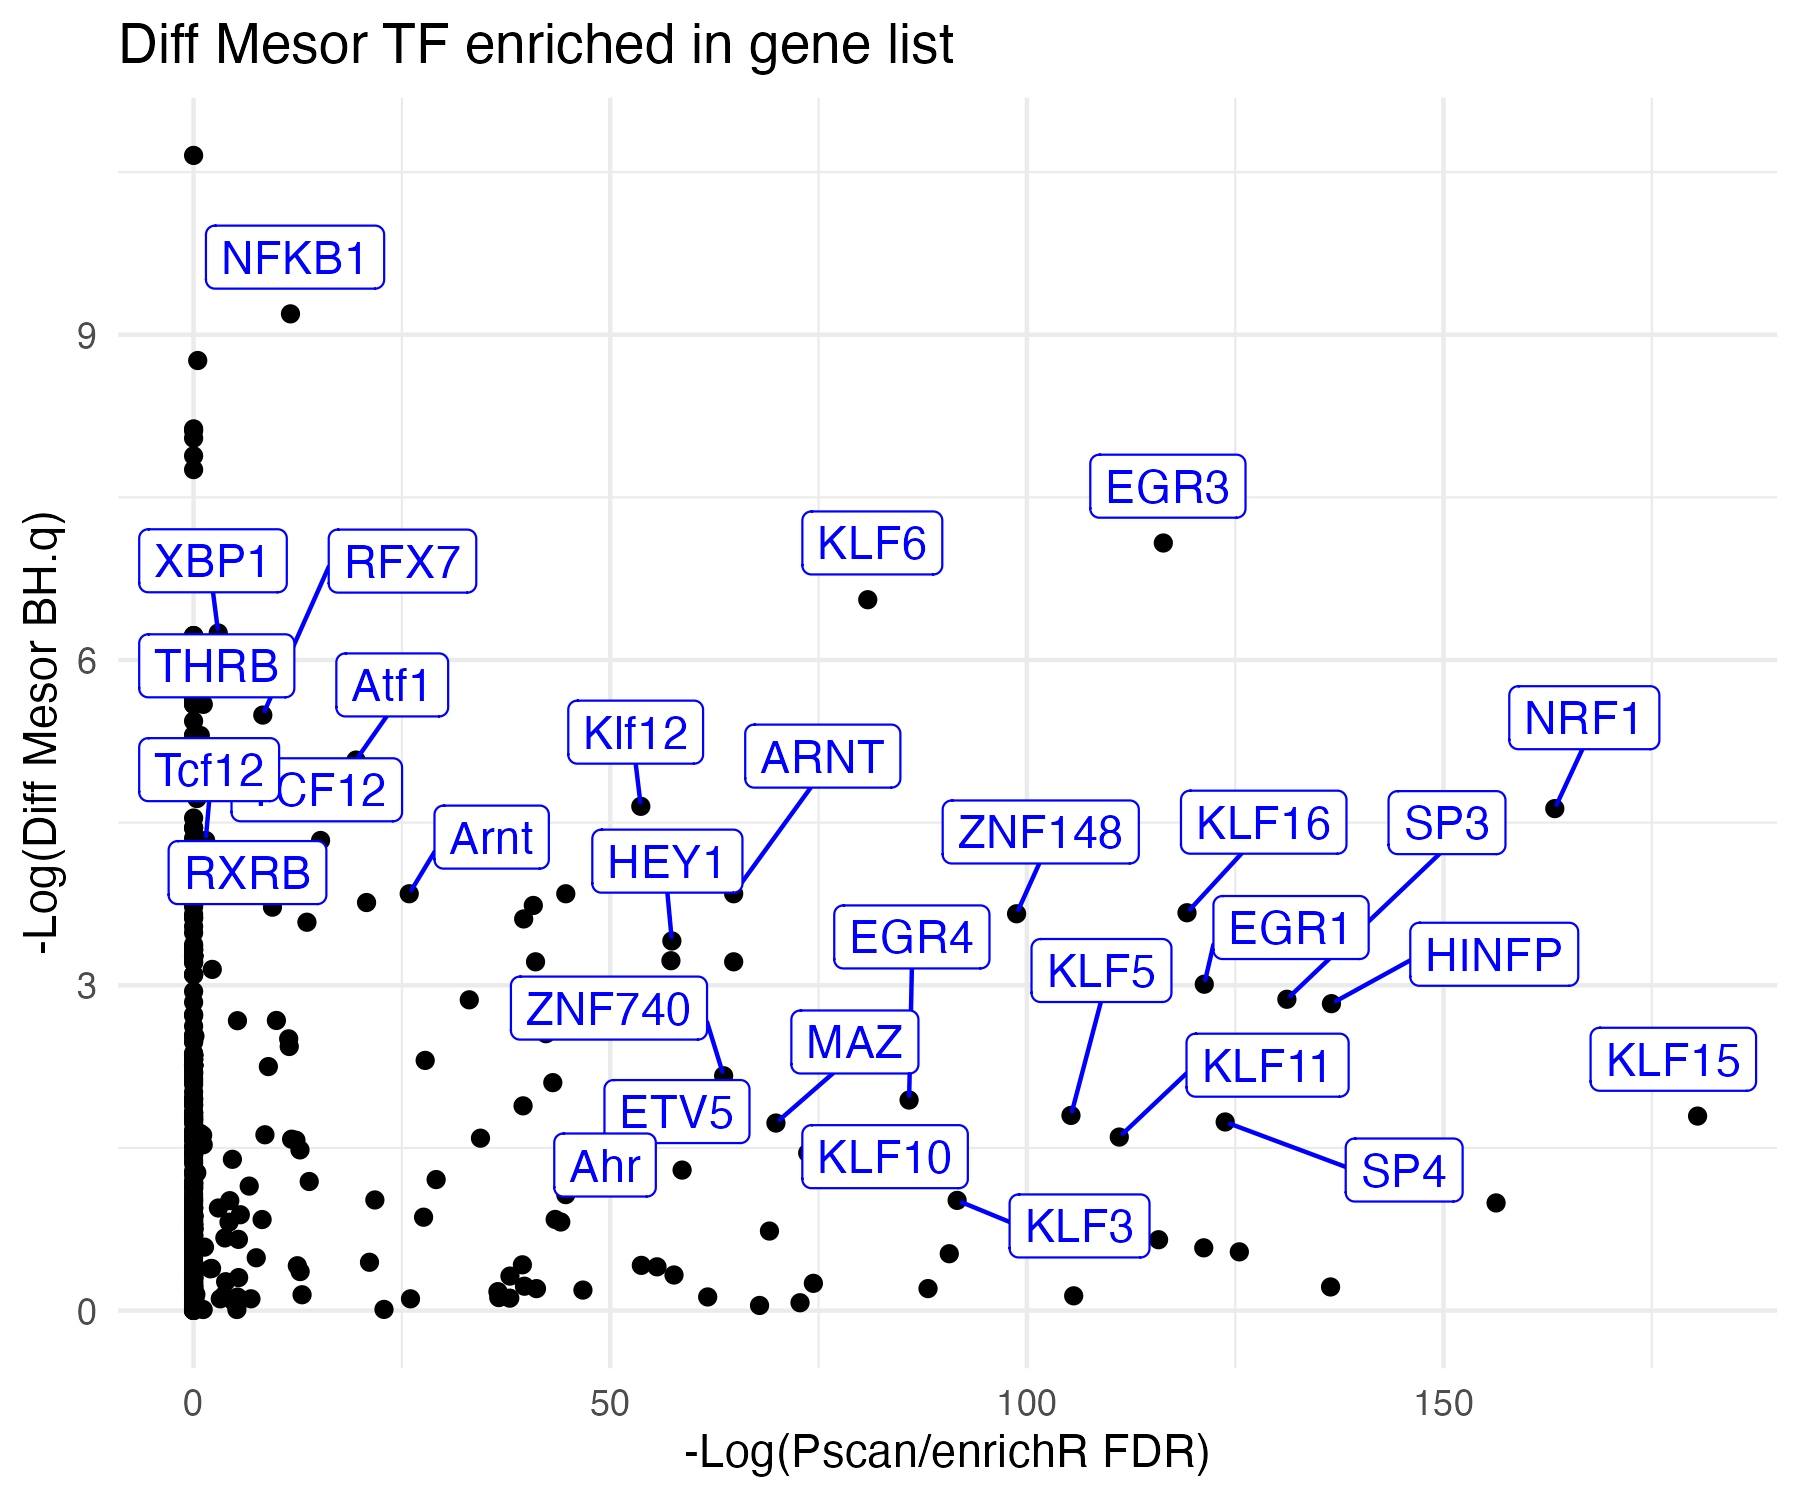 Diff Mesor TF enriched in gene list
NFKB1
9
EGR3
KLF6
XBP1
RFX7
6
THRB
Atf1
NRF1
Klf12
ARNT
Tcf12
CF12
KLF16
SP3
ZNF148
Arnt
HEY1
RXRB
EGR1
EGR4
HINFP
KLF5
3
ZNF740
MAZ
KLF15
KLF11
ETV5
KLF10
Ahr
SP4
KLF3
0
-Log(Diff Mesor BH.q)
0
50
100
150
-Log(Pscan/enrichR FDR)